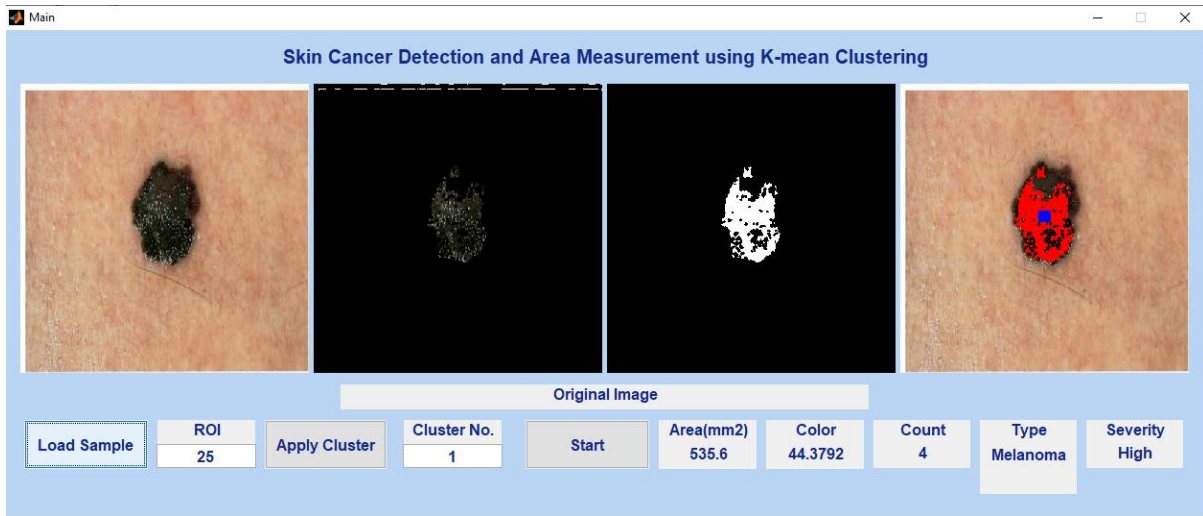 Main
Skin Cancer Detection and Area Measurement using K-mean Clustering
Original Image
Load Sample
ROI
25
Apply Cluster
Cluster No.
1
Start
Area(mm2)
535.6
Color
44.3792
Count
4
Type
Melanoma
Severity
High